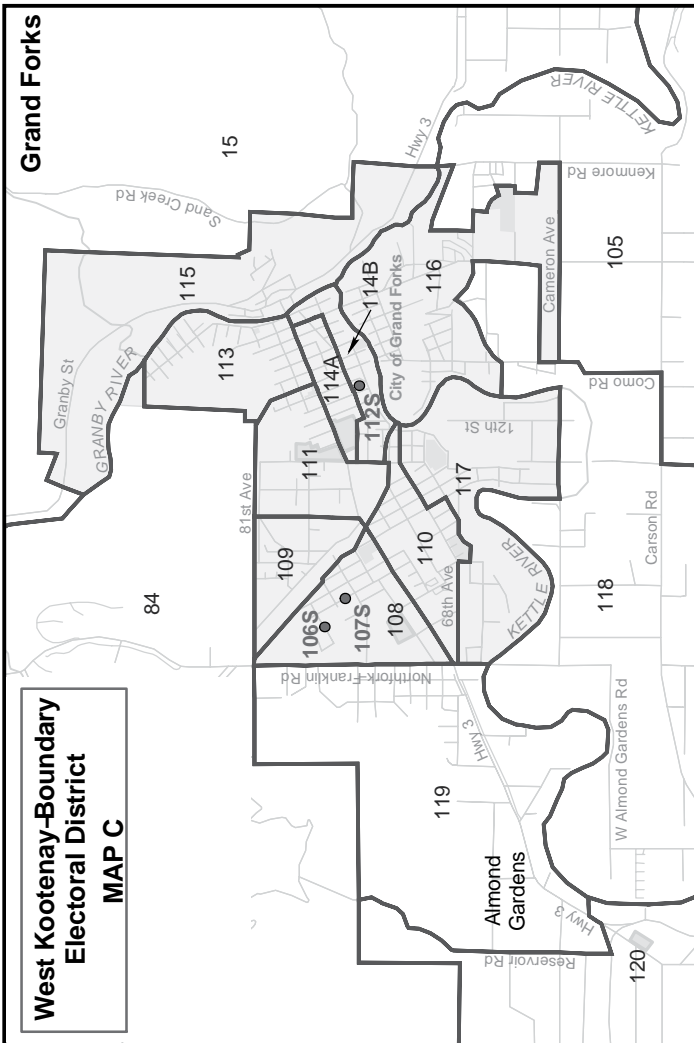 West Kootenay-Boundary
Electoral District
MAP C
Grand Forks
15
84
Sand Creek Rd
Granby St
GRANBY RIVER
115
113
81st Ave
111
109
114A
114B
112S
106S
107S
108
110
City of Grand Forks
116
117
12th St
68th Ave
Hwy 3
KETTLE RIVER
Kenmore Rd
Cameron Ave
105
Como Rd
Carson Rd
118
KETTLE
RIVER
Northfork-Franklin Rd
Hwy 3
119
W Almond Gardens Rd
Almond
Gardens
Hwy 3
Reservoir Rd
120